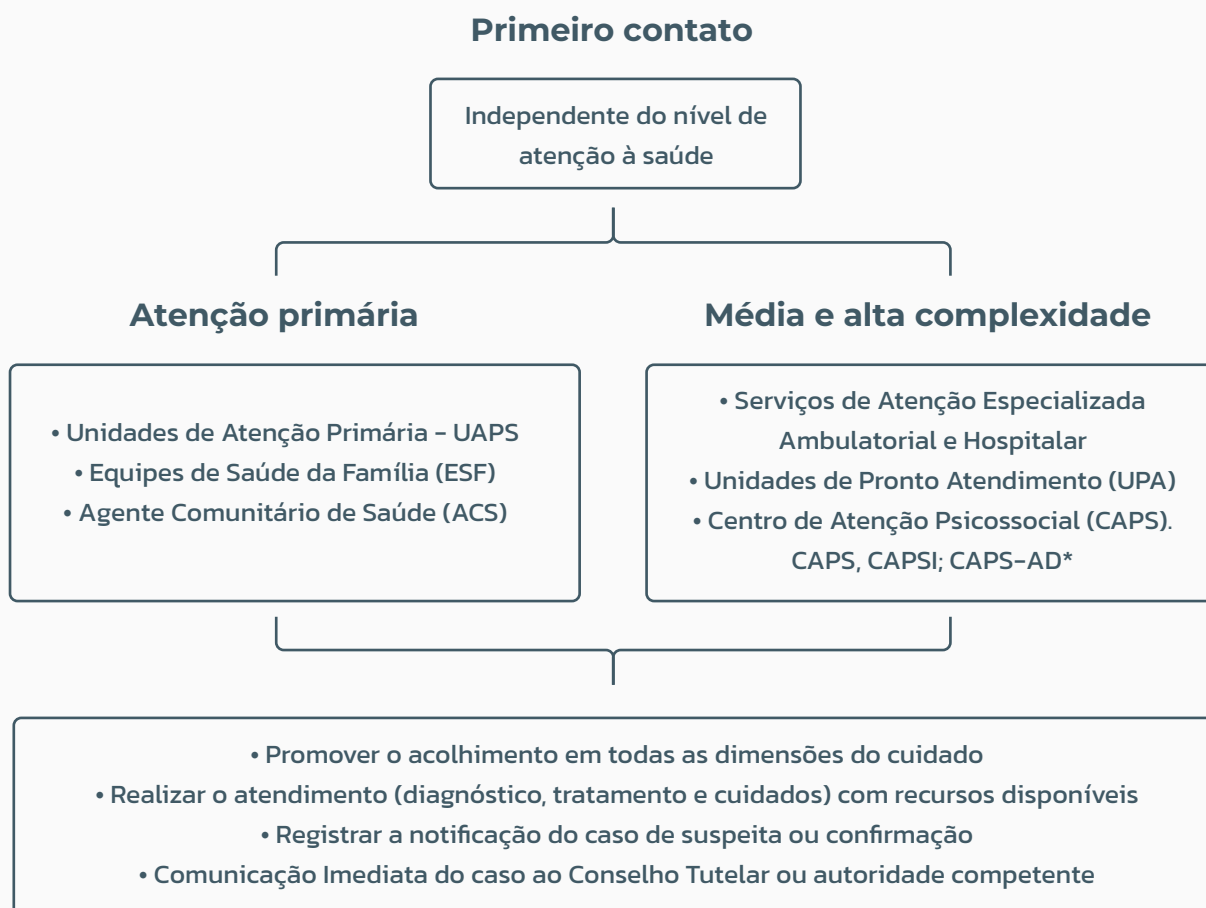 Primeiro contato
Independente do nível de
atenção à saúde
Atenção primária
• Unidades de Atenção Primária - UAPS
• Equipes de Saúde da Família (ESF)
• Agente Comunitário de Saúde (ACS)
Média e alta complexidade
• Serviços de Atenção Especializada
Ambulatorial e Hospitalar
• Unidades de Pronto Atendimento (UPA)
• Centro de Atenção Psicossocial (CAPS).
CAPS, CAPSI; CAPS-AD*
• Promover o acolhimento em todas as dimensões do cuidado
• Realizar o atendimento (diagnóstico, tratamento e cuidados) com recursos disponíveis
• Registrar a notificação do caso de suspeita ou confirmação
• Comunicação Imediata do caso ao Conselho Tutelar ou autoridade competente